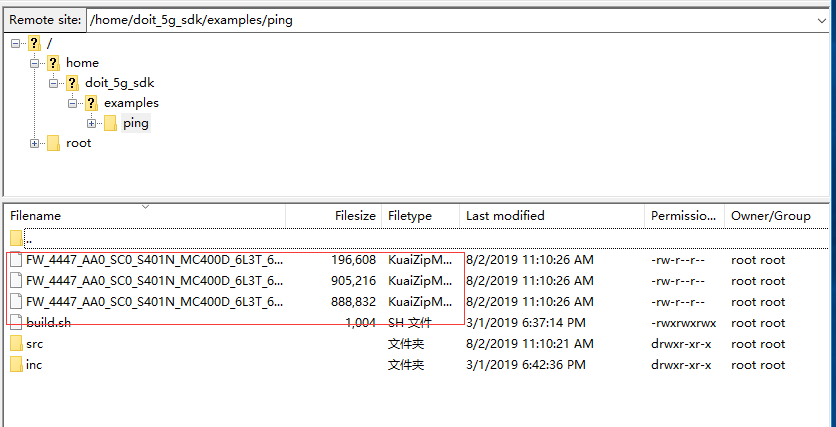 Remote site: /home/doit_5g_sdk/examples/ping
/
home
doit_5g_sdk
examples
ping
root
Filename Filesize Filetype Last modified Permissio... Owner/Group
..
FW_4447_AA0_SC0_S401N_MC400D_6L3T_6... 196,608 KuaiZipM... 8/2/2019 11:10:26 AM -rw-r--r-- root root
FW_4447_AA0_SC0_S401N_MC400D_6L3T_6... 905,216 KuaiZipM... 8/2/2019 11:10:26 AM -rw-r--r-- root root
FW_4447_AA0_SC0_S401N_MC400D_6L3T_6... 888,832 KuaiZipM... 8/2/2019 11:10:26 AM -rw-r--r-- root root
build.sh 1,004 SH 文件 3/1/2019 6:37:14 PM -rwxrwxrwx root root
src 文件夹 8/2/2019 11:10:21 AM drwxr-xr-x root root
inc 文件夹 3/1/2019 6:42:36 PM drwxr-xr-x root root